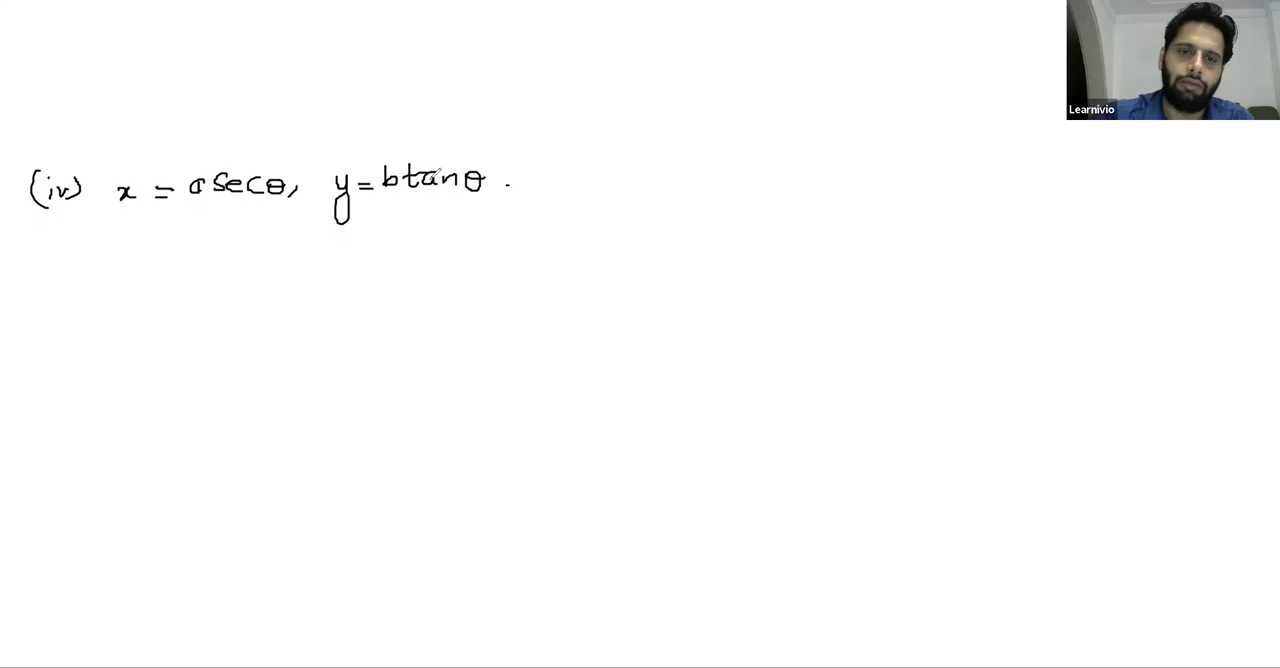 (iv) x = a secθ, y = b tanθ .
Learnivio